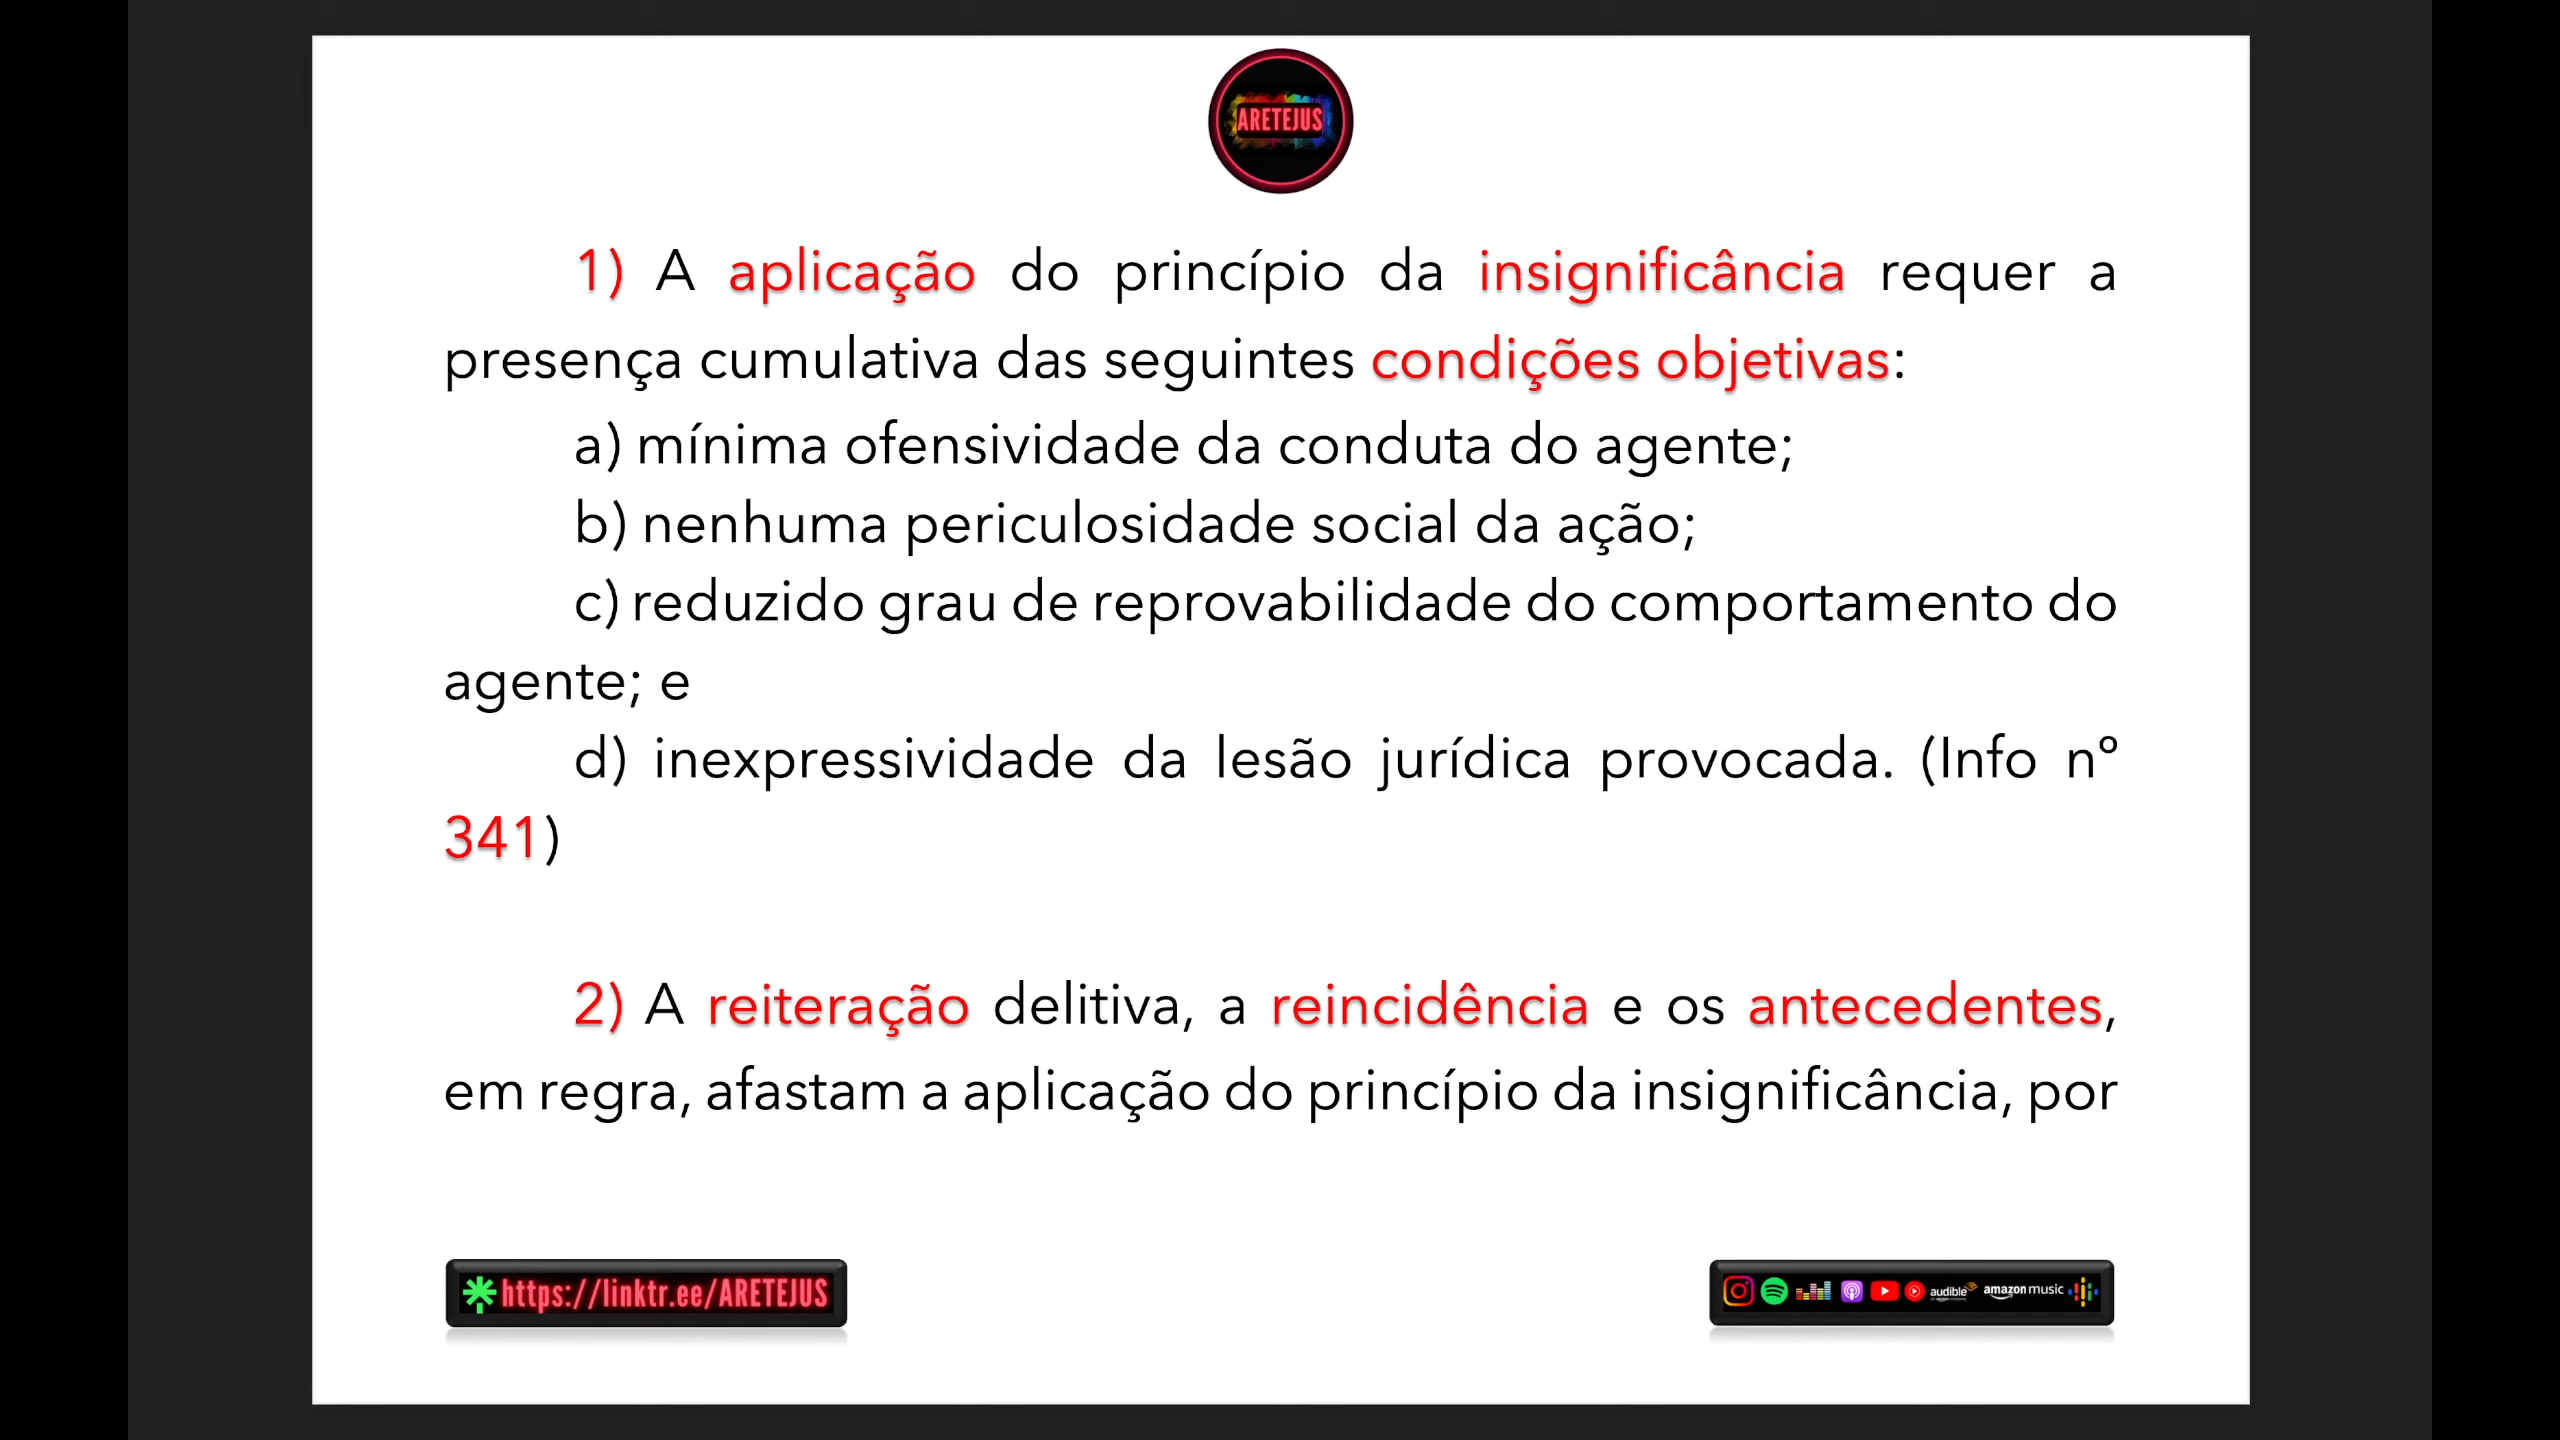 ARETEJUS
1) A aplicação do princípio da insignificância requer a
presença cumulativa das seguintes condições objetivas:
a) mínima ofensividade da conduta do agente;
b) nenhuma periculosidade social da ação;
c) reduzido grau de reprovabilidade do comportamento do
agente; e
d) inexpressividade da lesão jurídica provocada. (Info nº
341)
2) A reiteração delitiva, a reincidência e os antecedentes,
em regra, afastam a aplicação do princípio da insignificância, por
https://linktr.ee/ARETEJUS
audible amazon music